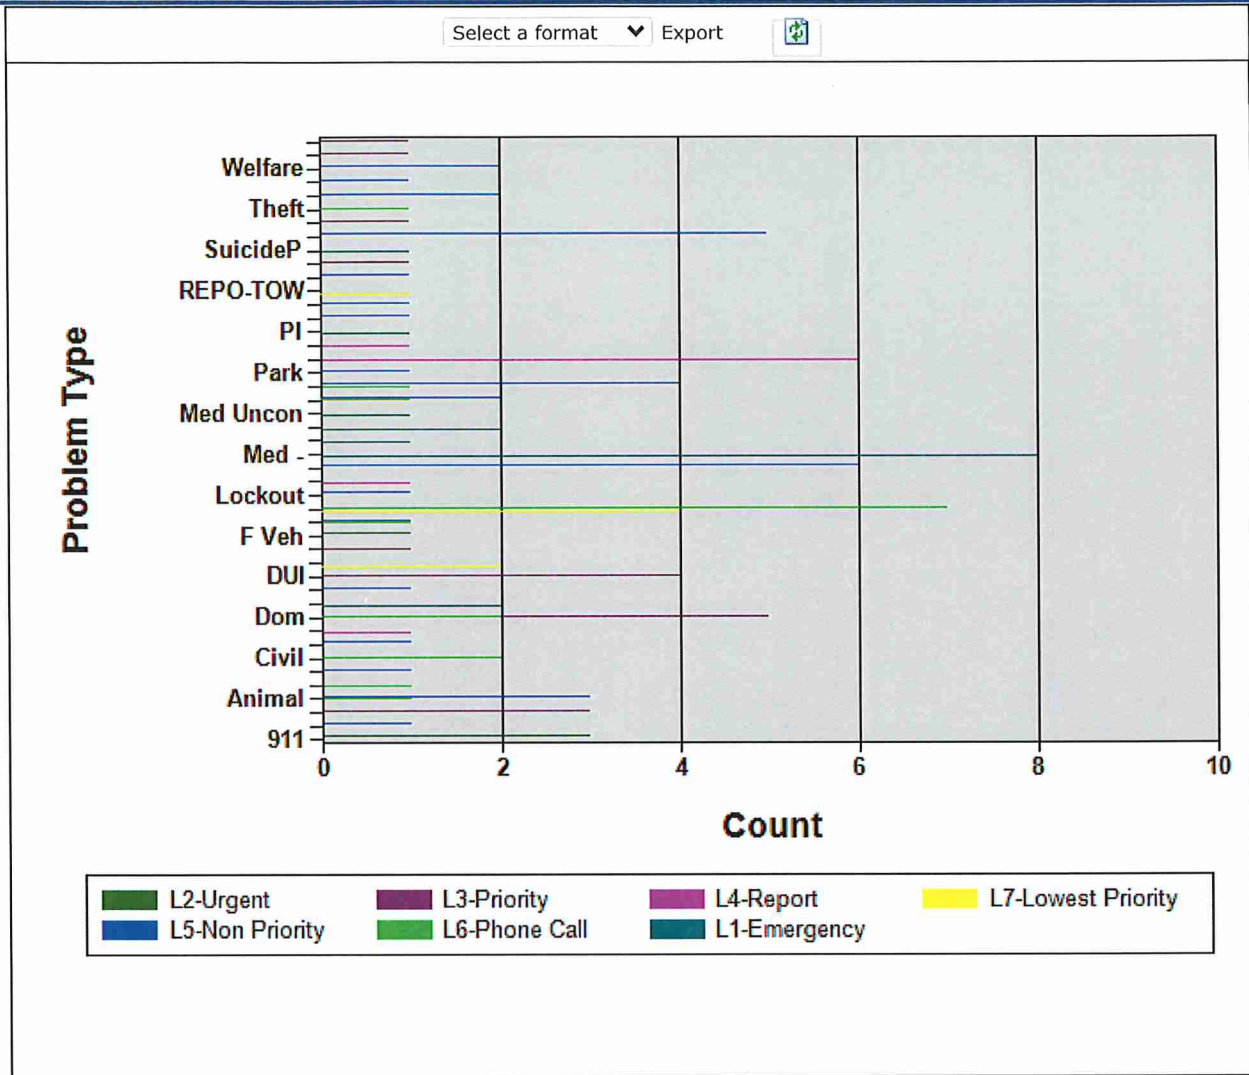 Select a format Export
Welfare
Theft
SuicideP
REPO-TOW
PI
Park
Med Uncon
Med -
Lockout
F Veh
DUI
Dom
Civil
Animal
911
Problem Type
0 2 4 6 8 10
Count
L2-Urgent L3-Priority L4-Report L7-Lowest Priority
L5-Non Priority L6-Phone Call L1-Emergency